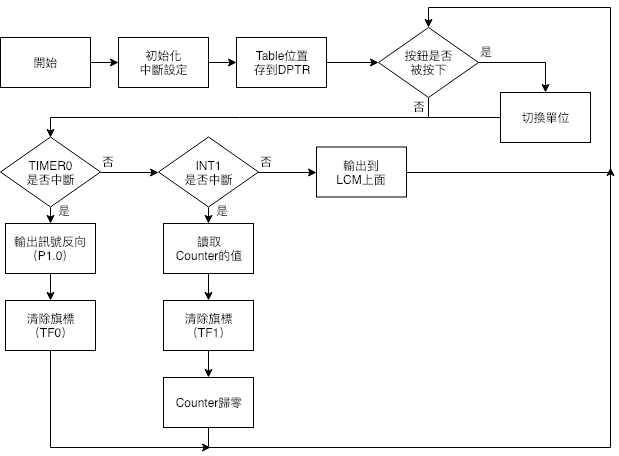 開始
初始化
中斷設定
Table位置
存到DPTR
按鈕是否
被按下
是
否
切換單位
TIMER0
是否中斷
否
INT1
是否中斷
否
輸出到
LCM上面
是
是
輸出訊號反向
（P1.0）
讀取
Counter的值
清除旗標
（TF0）
清除旗標
（TF1）
Counter歸零